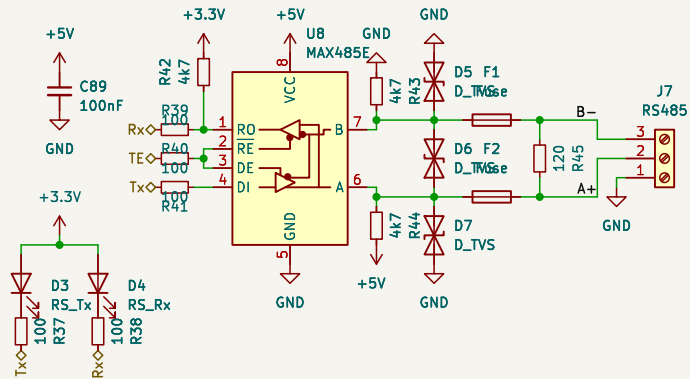 +3.3V
+5V
GND
+5V
U8
MAX485E
R42
4k7
8
VCC
GND
4k7
R43
D5
D_TVS
F1
Fuse
C89
100nF
GND
R39
100
Rx
1
RO
B
7
B-
J7
RS485
TE
R40
100
2
RE
3
DE
D6
D_TVS
F2
Fuse
120
R45
3
2
1
Tx
100
R41
4
DI
A
6
A+
GND
GND
5
GND
4k7
R44
+5V
D7
D_TVS
GND
+3.3V
D3
RS_Tx
D4
RS_Rx
100
R37
100
R38
Tx
Rx